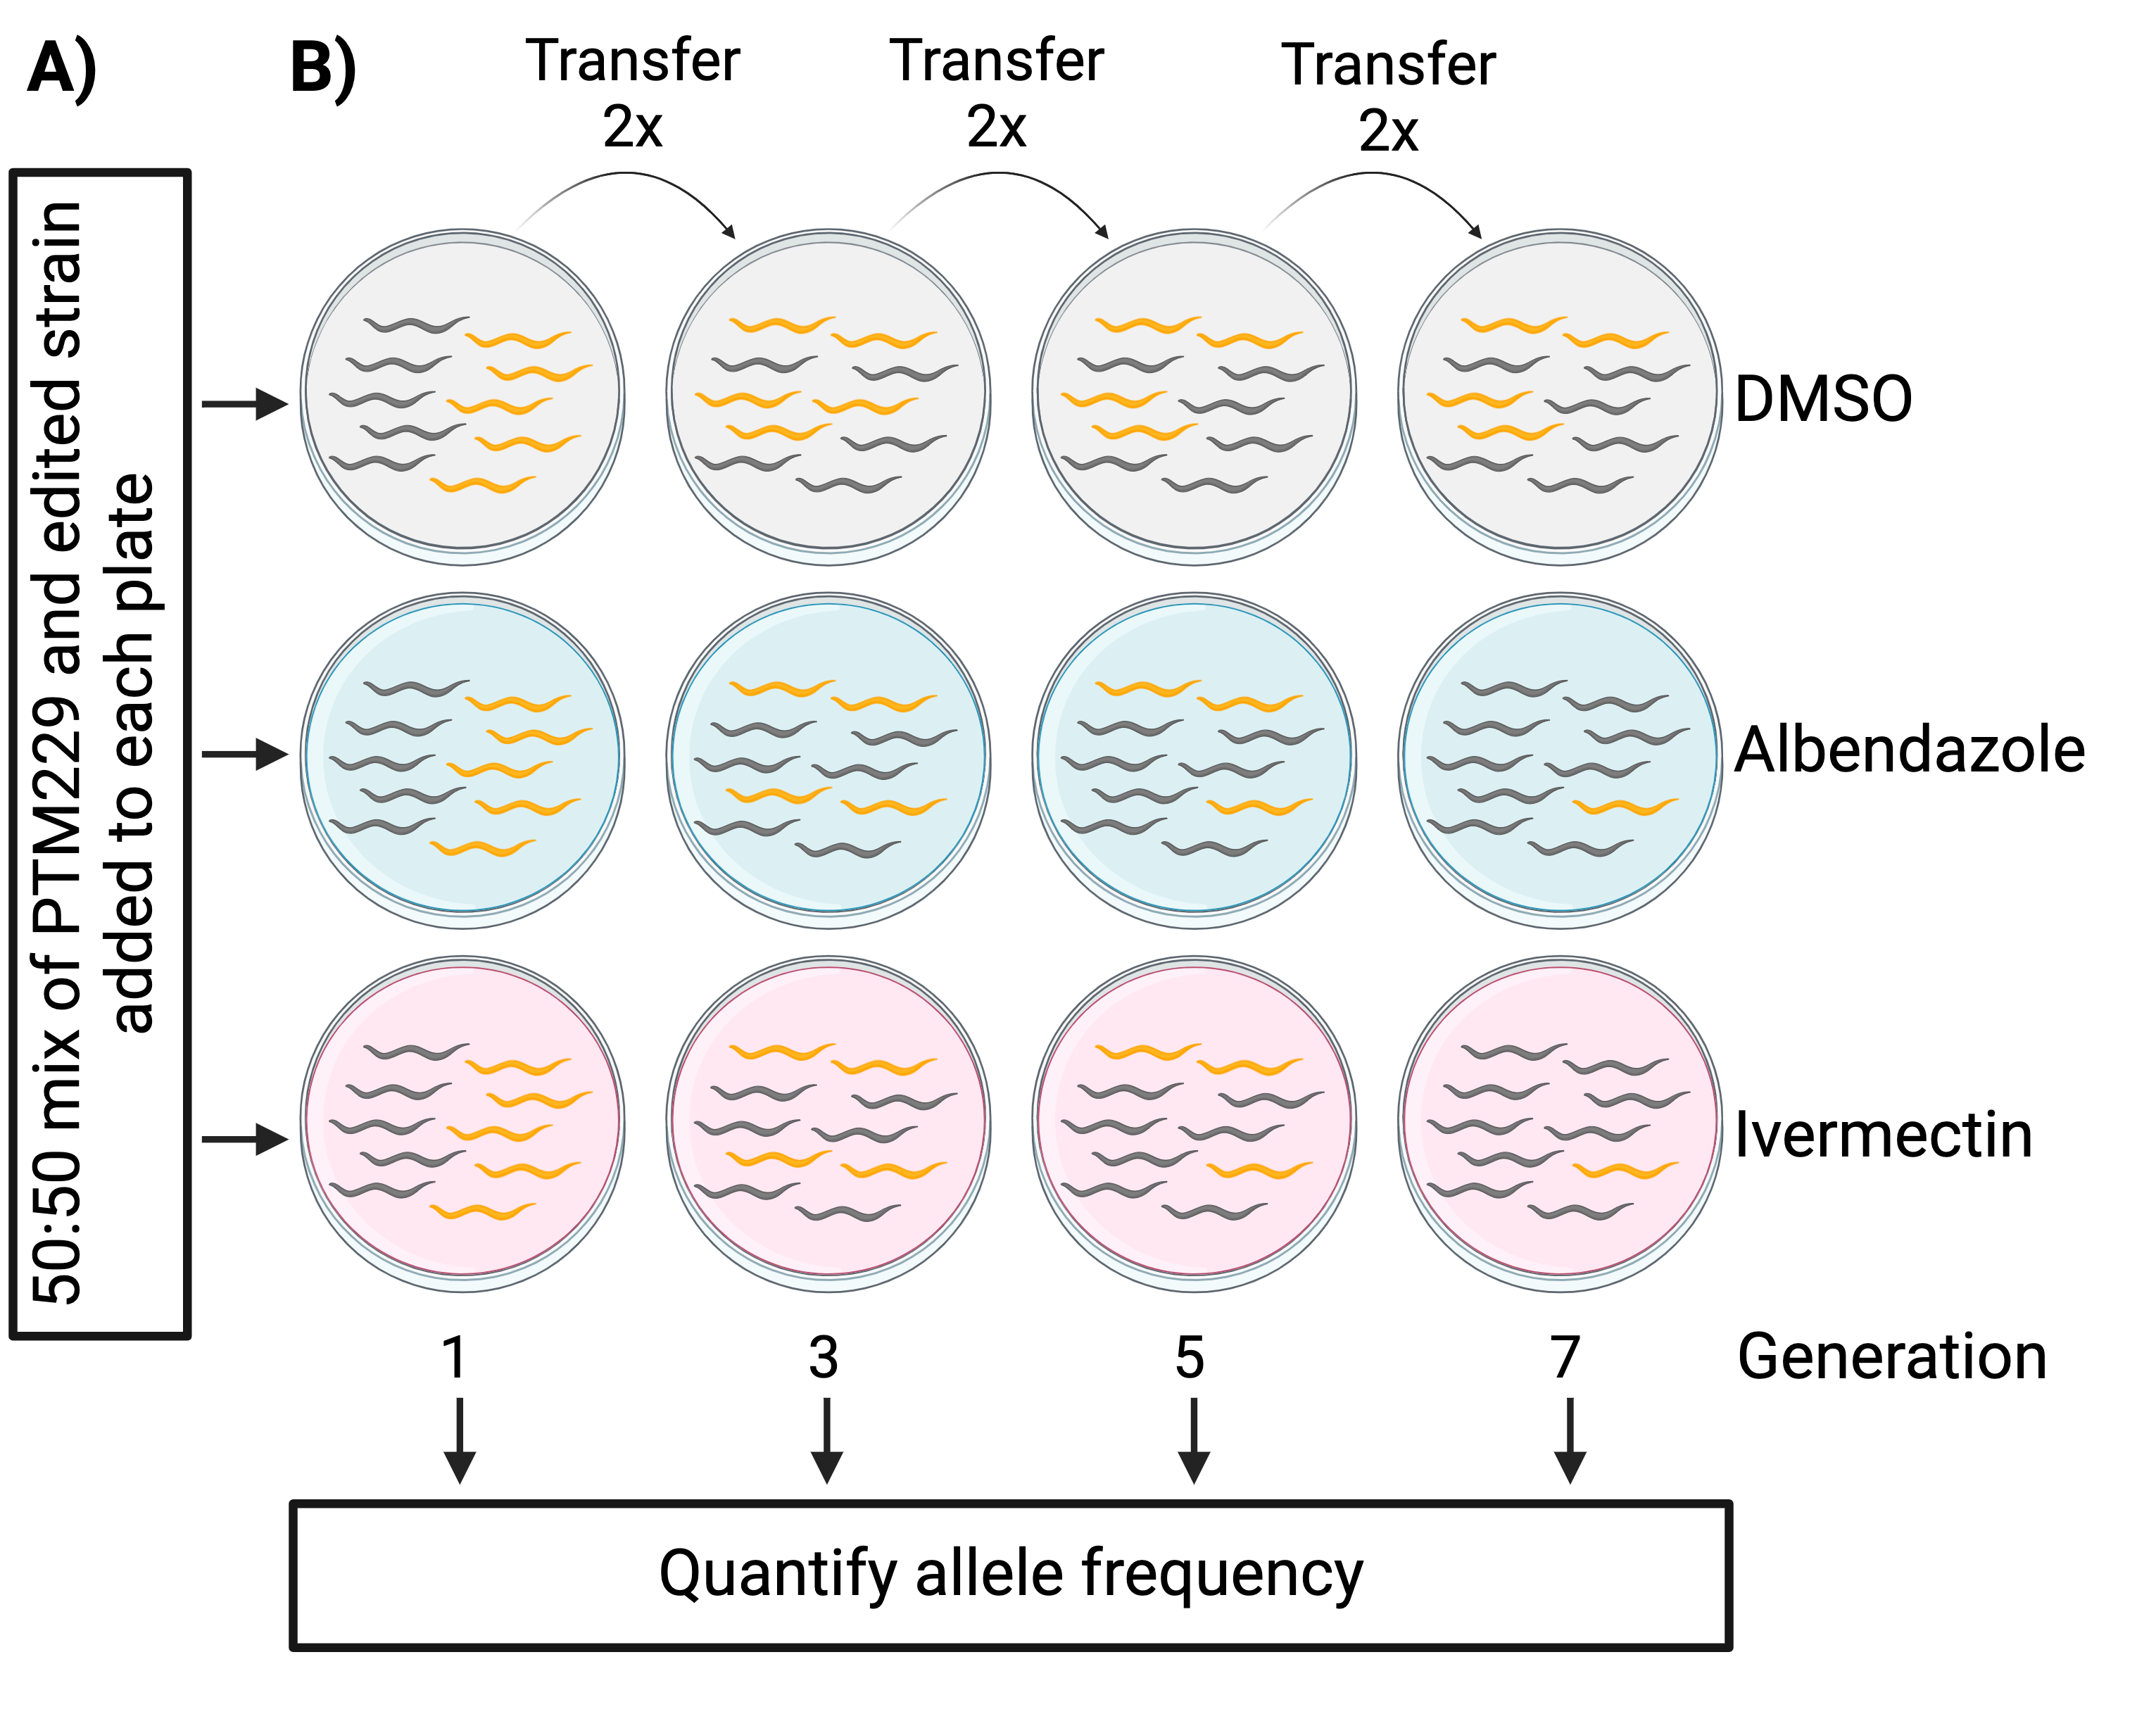 A)
50:50 mix of PTM229 and edited strain
added to each plate
B)
Transfer
2x
Transfer
2x
Transfer
2x
DMSO
Albendazole
Ivermectin
1
3
5
7
Generation
Quantify allele frequency